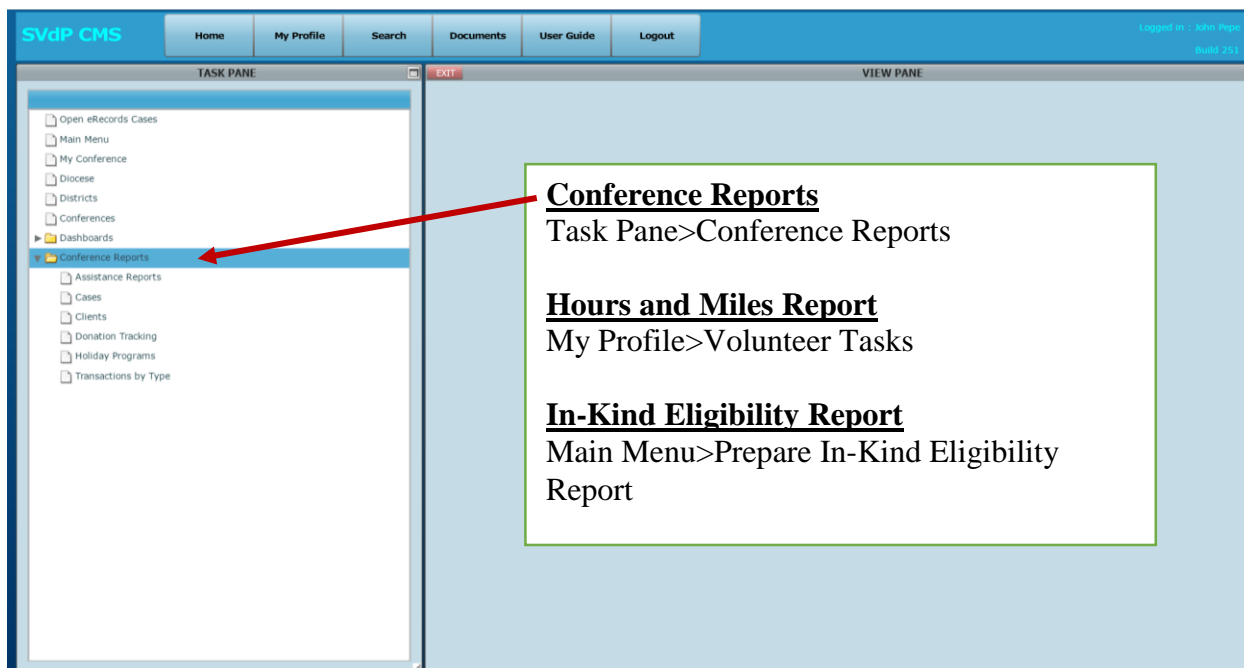 SVdP CMS
Home
My Profile
Search
Documents
User Guide
Logout
Logged in : John Pepe
Build 251
TASK PANE
EXIT
VIEW PANE
Open eRecords Cases
Main Menu
My Conference
Diocese
Districts
Conferences
Dashboards
Conference Reports
Assistance Reports
Cases
Clients
Donation Tracking
Holiday Programs
Transactions by Type
Conference Reports
Task Pane>Conference Reports
Hours and Miles Report
My Profile>Volunteer Tasks
In-Kind Eligibility Report
Main Menu>Prepare In-Kind Eligibility
Report